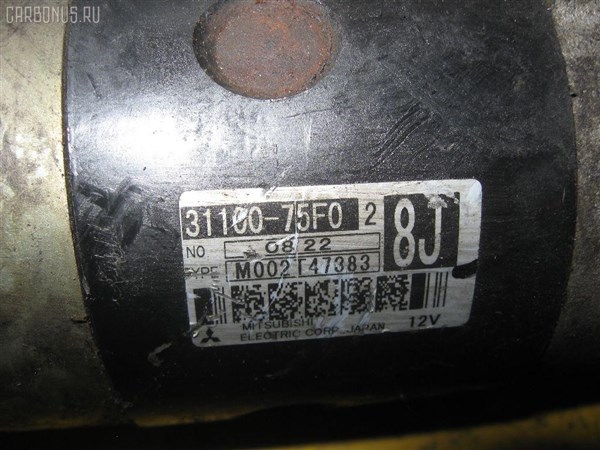 CARBONUS.RU
31100-75F0 2
8J
NO 0822
TYPE M002T47383
MITSUBISHI
ELECTRIC CORP. JAPAN
12V